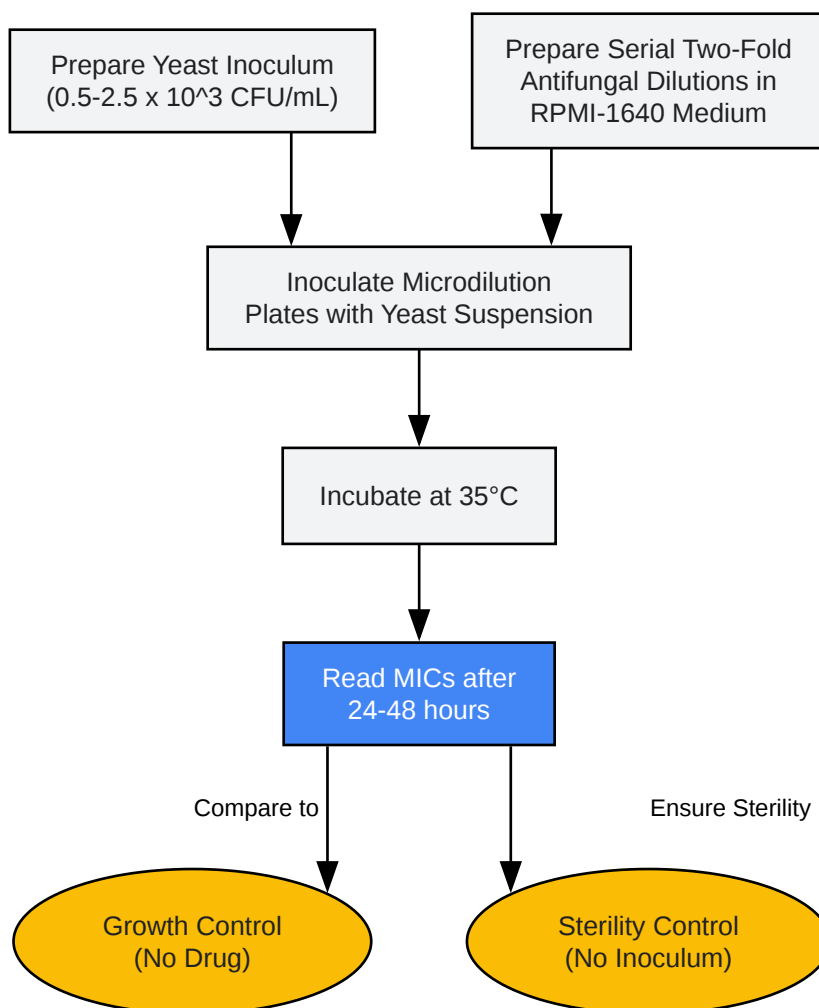 Prepare Yeast Inoculum
(0.5-2.5 x 10^3 CFU/mL)
Prepare Serial Two-Fold
Antifungal Dilutions in
RPMI-1640 Medium
Inoculate Microdilution
Plates with Yeast Suspension
Incubate at 35°C
Read MICs after
24-48 hours
Compare to
Ensure Sterility
Growth Control
(No Drug)
Sterility Control
(No Inoculum)